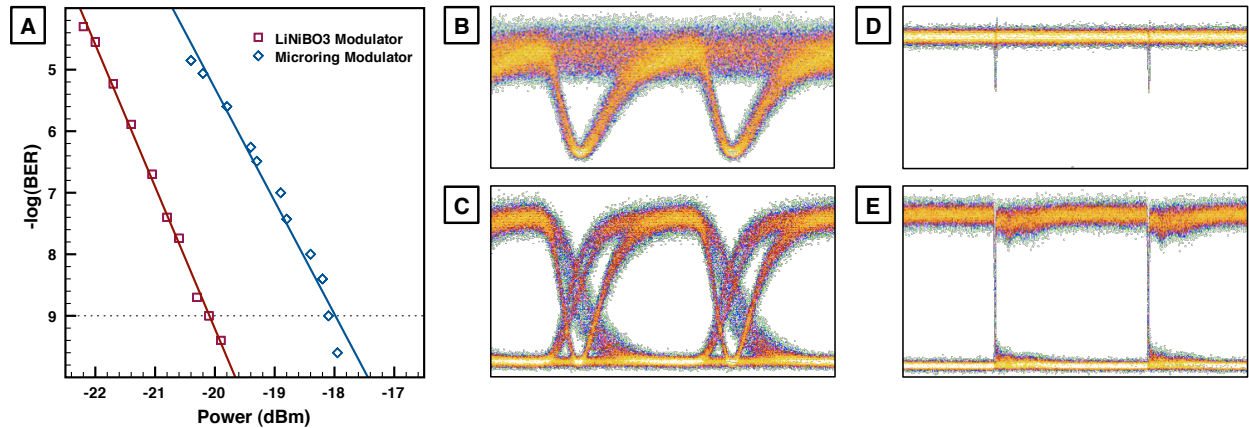 A
LiNiBO3 Modulator
Microring Modulator
5
6
7
8
9
-log(BER)
-22 -21 -20 -19 -18 -17
Power (dBm)
B
C
D
E